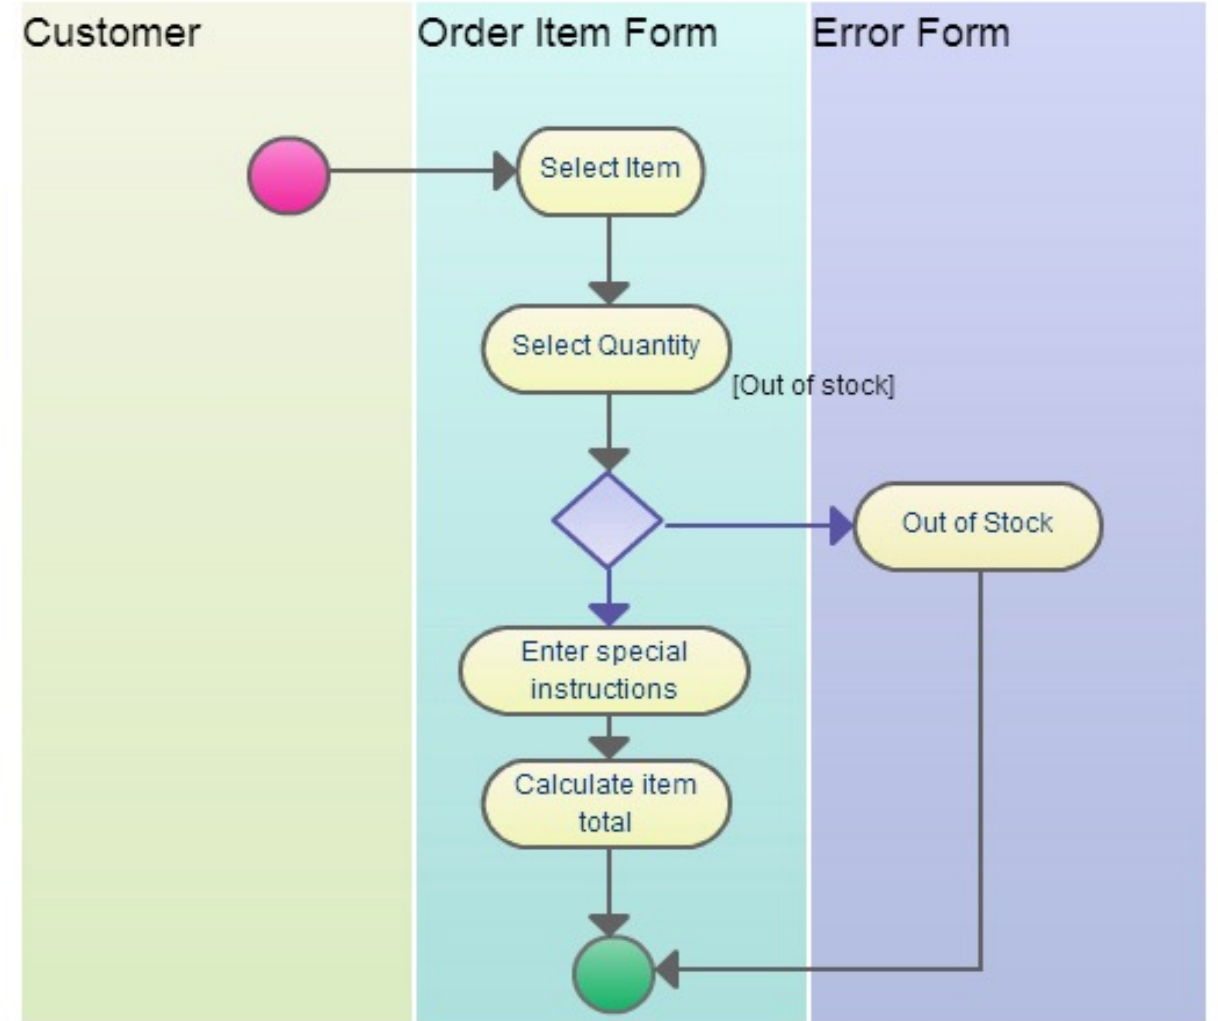 Customer
Order Item Form
Error Form
Select Item
Select Quantity
[Out of stock]
Out of Stock
Enter special
instructions
Calculate item
total